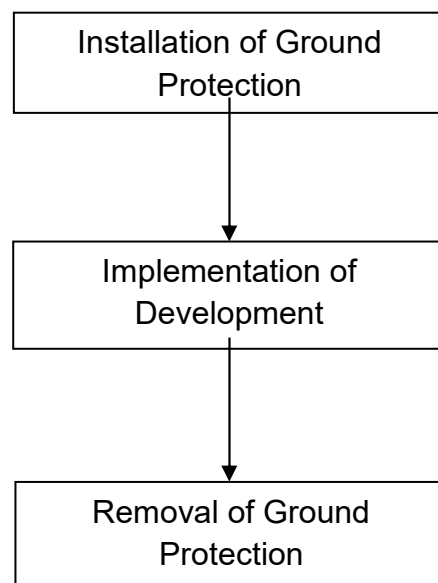 Installation of Ground
Protection
Implementation of
Development
Removal of Ground
Protection